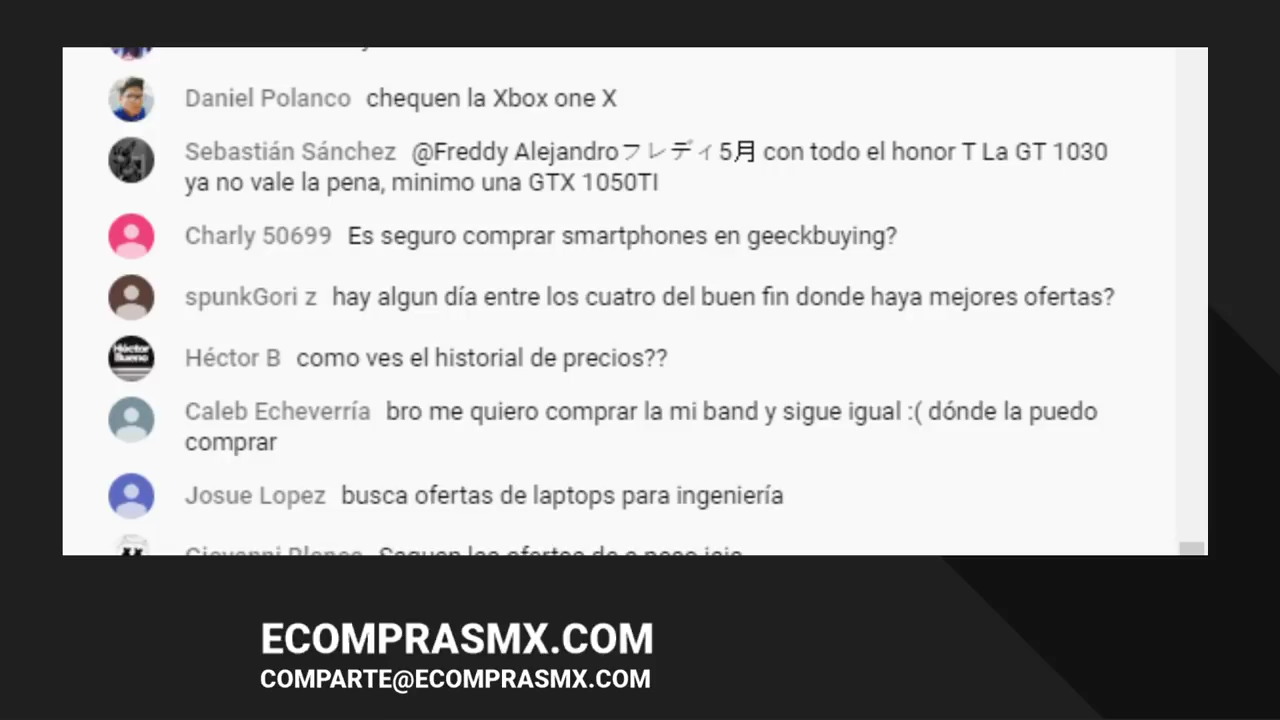 Daniel Polanco chequen la Xbox one X
Sebastián Sánchez @Freddy Alejandroフレディ5月 con todo el honor T La GT 1030
ya no vale la pena, minimo una GTX 1050TI
Charly 50699 Es seguro comprar smartphones en geeckbuying?
spunkGori z hay algun día entre los cuatro del buen fin donde haya mejores ofertas?
Héctor B como ves el historial de precios??
Caleb Echeverría bro me quiero comprar la mi band y sigue igual :( dónde la puedo
comprar
Josue Lopez busca ofertas de laptops para ingeniería
ECOMPRASMX.COM
COMPARTE@ECOMPRASMX.COM